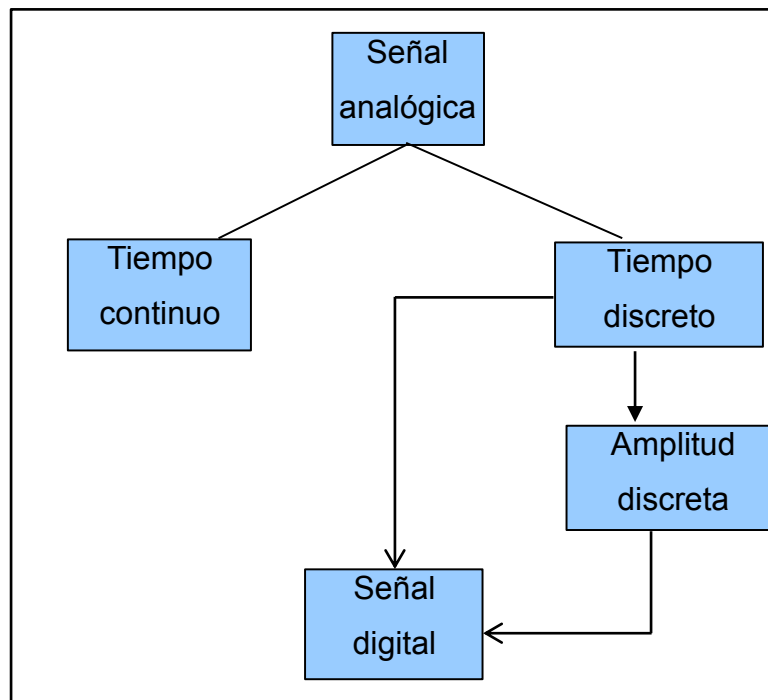 Señal
analógica
Tiempo
continuo
Tiempo
discreto
Amplitud
discreta
Señal
digital